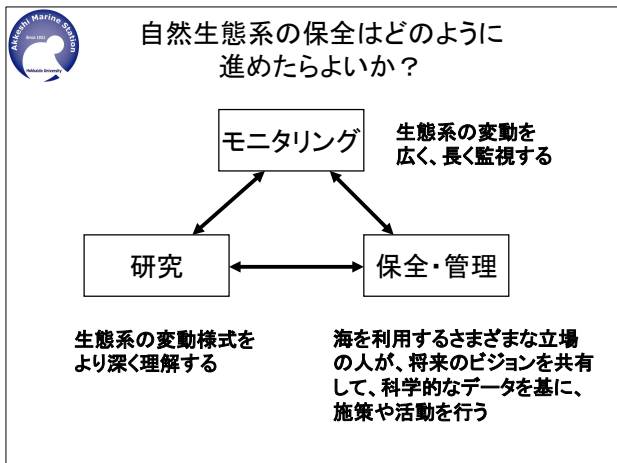 Akkeshi Marine Station
Since 1931
Hokkaido University
自然生態系の保全はどのように
進めたらよいか？
モニタリング
生態系の変動を
広く、長く監視する
研究
保全・管理
生態系の変動様式を
より深く理解する
海を利用するさまざまな立場
の人が、将来のビジョンを共有
して、科学的なデータを基に、
施策や活動を行う